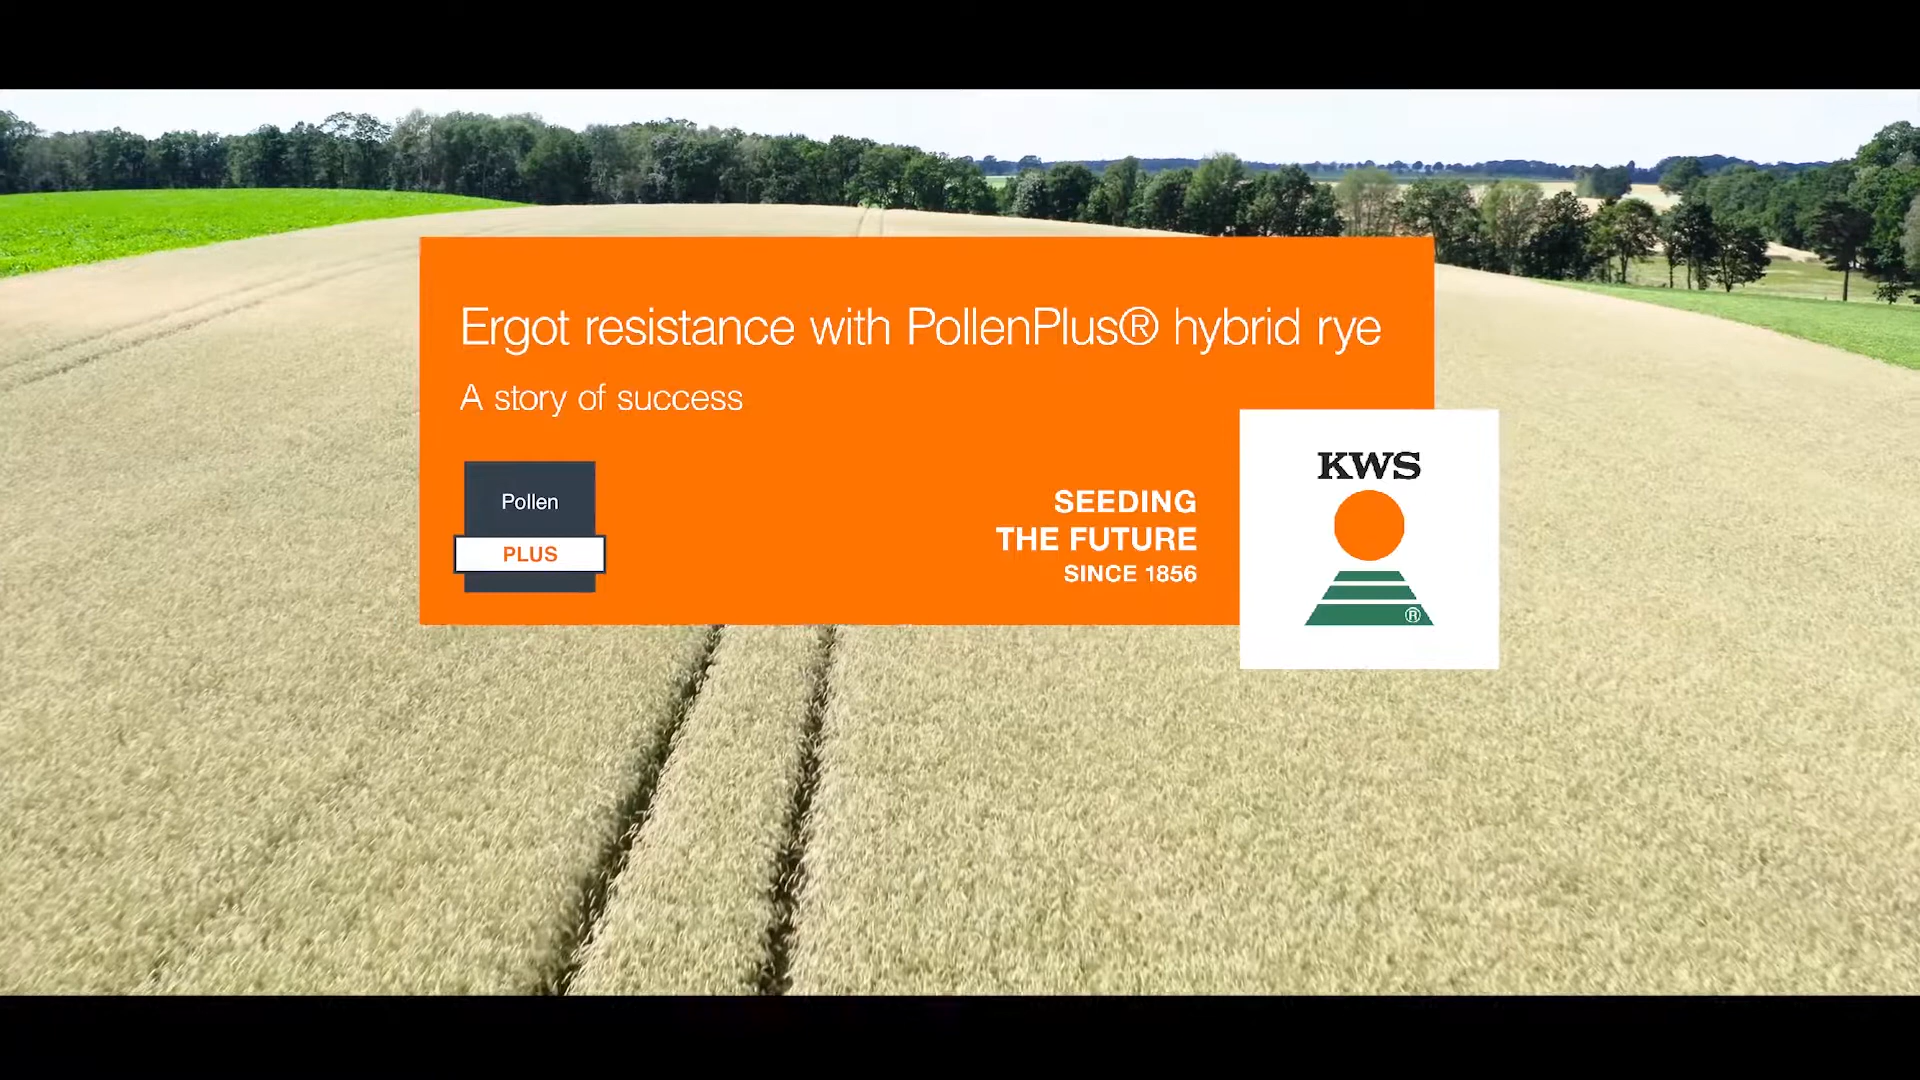 Ergot resistance with PollenPlus® hybrid rye
A story of success
Pollen
PLUS
SEEDING
THE FUTURE
SINCE 1856
KWS
®